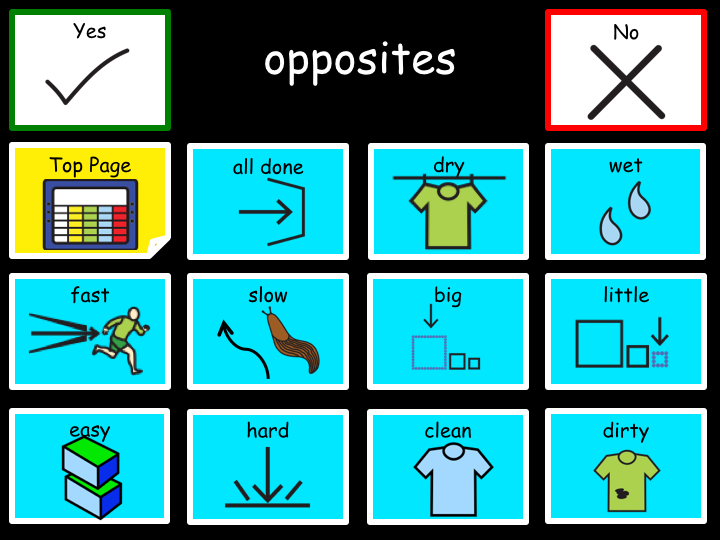 Yes
opposites
No
Top Page
all done
dry
wet
fast
slow
big
little
easy
hard
clean
dirty